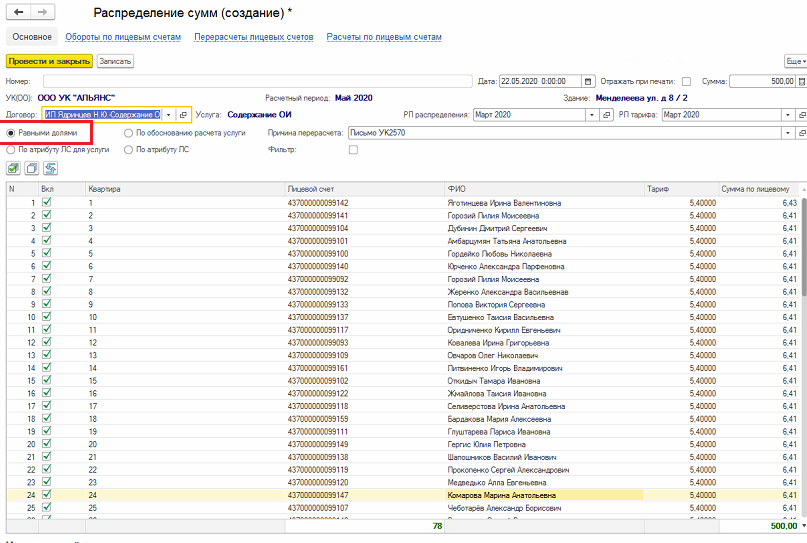 Распределение сумм (создание) *
Основное Обороты по лицевым счетам Перерасчеты лицевых счетов Расчеты по лицевым счетам
Провести и закрыть Записать Еще
Номер: Дата: 22.05.2020 0:00:00 Отражать при печати: Сумма: 500,00
УК(ОО): ООО УК "АЛЬЯНС" Расчетный период: Май 2020 Здание: Менделеева ул. д 8 / 2
Договор: ИП Ядринцев Н.Ю.-Содержание О Услуга: Содержание ОИ РП распределения: Март 2020 РП тарифа: Март 2020
Равными долями По обоснованию расчета услуги Причина перерасчета: Письмо УК2570
По атрибуту ЛС для услуги По атрибуту ЛС Фильтр:
N Вкл Квартира Лицевой счет ФИО Тариф Сумма по лицевому
1 1 437000000099142 Яготинцева Ирина Валентиновна 5,40000 6,43
2 2 437000000099141 Горозий Лилия Моисеевна 5,40000 6,41
3 3 437000000099104 Дубинин Дмитрий Сергеевич 5,40000 6,41
4 4 437000000099101 Амбарцумян Татьяна Анатольевна 5,40000 6,41
5 5 437000000099100 Гордейко Любовь Николаевна 5,40000 6,41
6 6 437000000099140 Юрченко Александра Парфеновна 5,40000 6,41
7 7 437000000099092 Горозий Лилия Моисеевна 5,40000 6,41
8 8 437000000099132 Жеренко Александра Васильевнав 5,40000 6,41
9 9 437000000099133 Попова Виктория Сергеевна 5,40000 6,41
10 10 437000000099137 Евтушенко Таисия Васильевна 5,40000 6,41
11 11 437000000099117 Оридниченко Кирилл Евгеньевич 5,40000 6,41
12 12 437000000099093 Ковалева Ирина Григорьевна 5,40000 6,41
13 13 437000000099109 Овчаров Олег Николаевич 5,40000 6,41
14 14 437000000099161 Литвиненко Игорь Владимирович 5,40000 6,41
15 15 437000000099102 Откидыч Тамара Ивановна 5,40000 6,41
16 16 437000000099122 Жмайлова Таисия Ивановна 5,40000 6,41
17 17 437000000099118 Селиверстова Ирина Анатольевна 5,40000 6,41
18 18 437000000099159 Бардакова Мария Алексеевна 5,40000 6,41
19 19 437000000099111 Глуштарева Лариса Ивановна 5,40000 6,41
20 20 437000000099149 Гергис Юлия Петровна 5,40000 6,41
21 21 437000000099138 Шапошников Василий Иванович 5,40000 6,41
22 22 437000000099119 Прокопенко Сергей Александрович 5,40000 6,41
23 23 437000000099120 Медведько Алла Евгеньевна 5,40000 6,41
24 24 437000000099147 Комарова Марина Анатольевна 5,40000 6,41
25 25 437000000099107 Чеботарёв Александр Борисович 5,40000 6,41
78 500,00